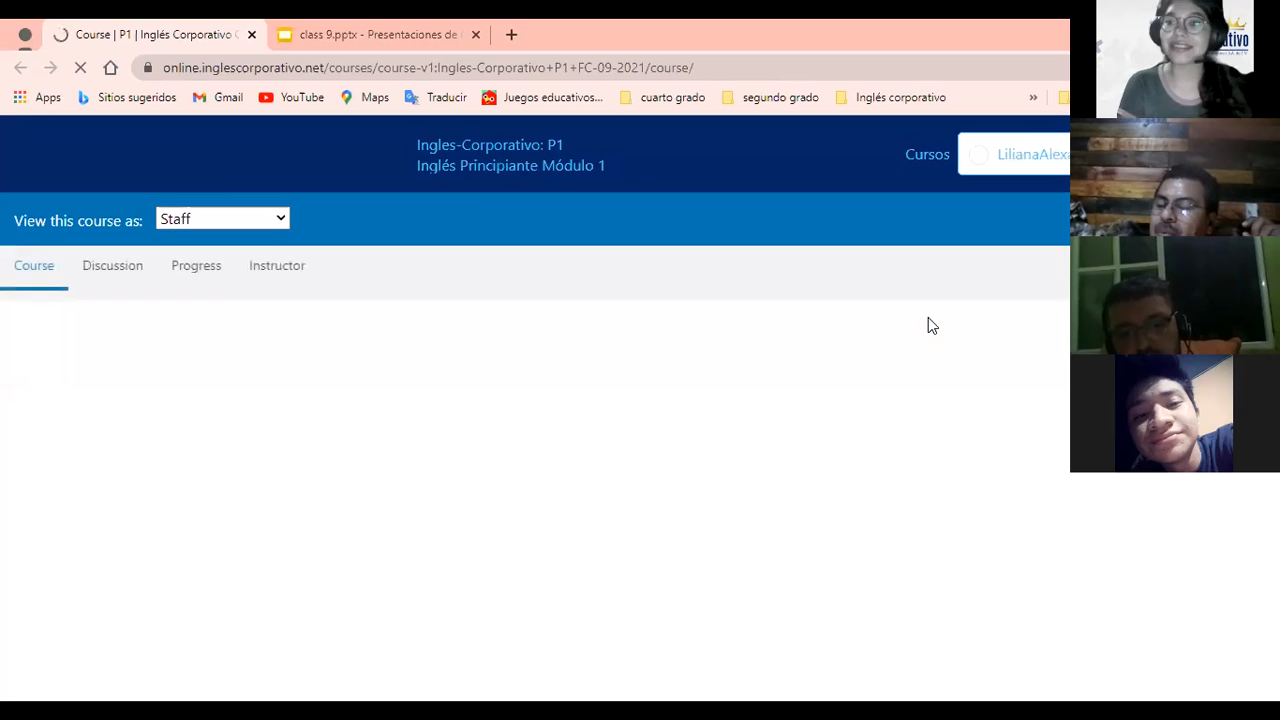 Course | P1 | Inglés Corporativo
class 9.pptx - Presentaciones de
online.inglescorporativo.net/courses/course-v1:Ingles-Corporativo+P1+FC-09-2021/course/
Apps Sitios sugeridos Gmail YouTube Maps Traducir Juegos educativos... cuarto grado segundo grado Inglés corporativo »
Ingles-Corporativo: P1
Inglés Principiante Módulo 1
Cursos
LilianaAlexa
View this course as: Staff
Course Discussion Progress Instructor